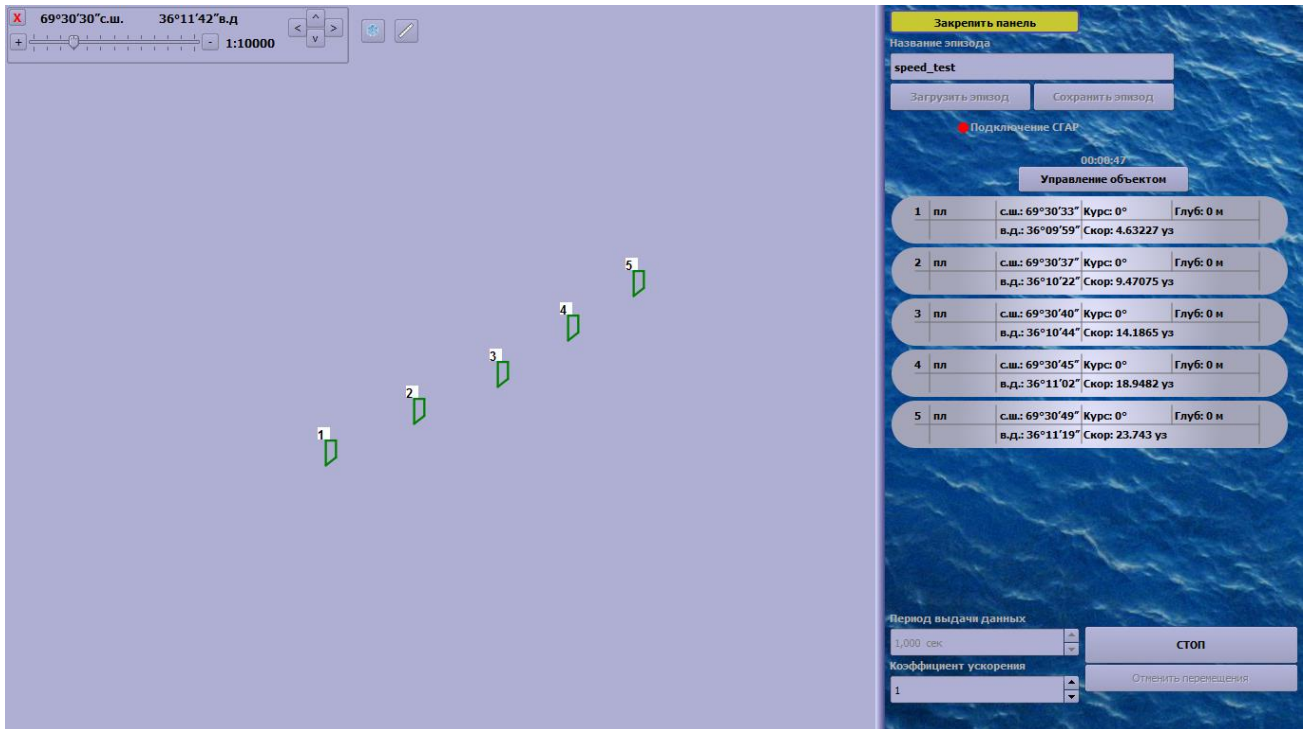 X 69°30′30″с.ш. 36°11′42″в.д
+ - 1:10000
< ^ v >
5
4
3
2
1
Закрепить панель
Название эпизода
speed_test
Загрузить эпизод Сохранить эпизод
Подключение СГАР
00:00:47
Управление объектом
1 пл с.ш.: 69°30′33″ Курс: 0° Глуб: 0 м
в.д.: 36°09′59″ Скор: 4.63227 уз
2 пл с.ш.: 69°30′37″ Курс: 0° Глуб: 0 м
в.д.: 36°10′22″ Скор: 9.47075 уз
3 пл с.ш.: 69°30′40″ Курс: 0° Глуб: 0 м
в.д.: 36°10′44″ Скор: 14.1865 уз
4 пл с.ш.: 69°30′45″ Курс: 0° Глуб: 0 м
в.д.: 36°11′02″ Скор: 18.9482 уз
5 пл с.ш.: 69°30′49″ Курс: 0° Глуб: 0 м
в.д.: 36°11′19″ Скор: 23.743 уз
Период выдачи данных
1,000 сек
СТОП
Коэффициент ускорения
1
Отменить перемещения